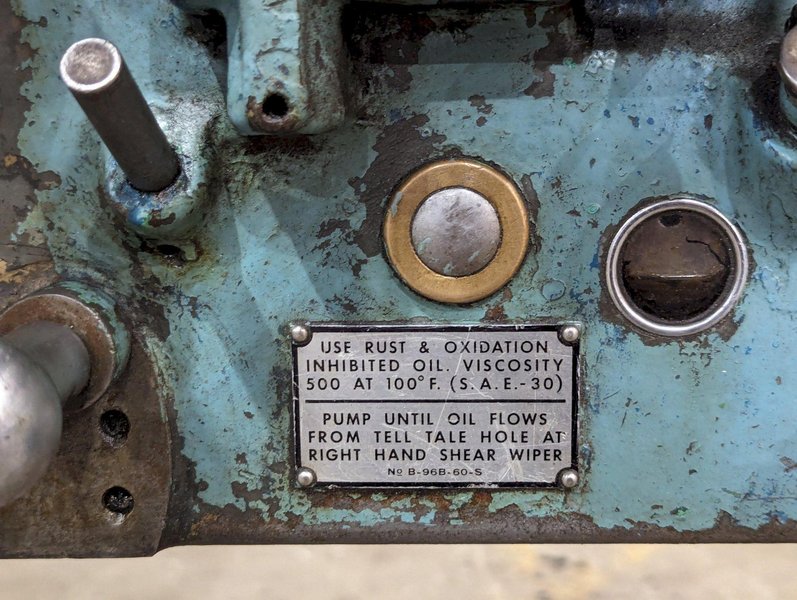 USE RUST & OXIDATION
INHIBITED OIL. VISCOSITY
500 AT 100°F. (S.A.E.-30)
PUMP UNTIL OIL FLOWS
FROM TELL TALE HOLE AT
RIGHT HAND SHEAR WIPER
Nº B-96B-60-S